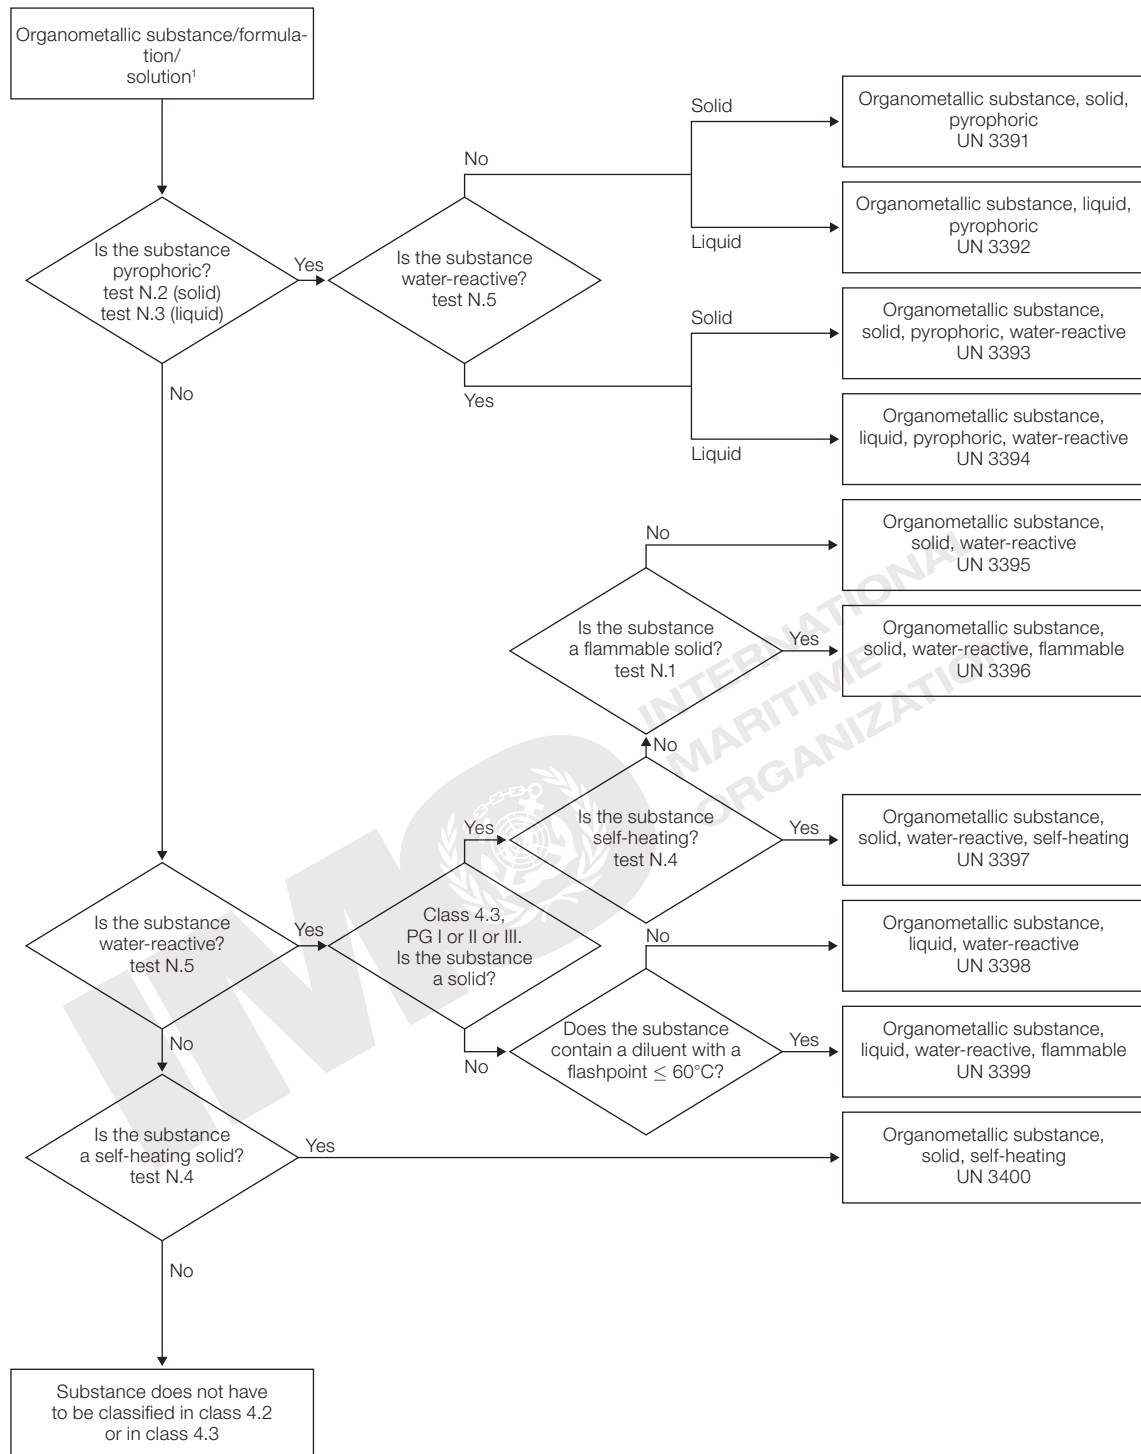 Organometallic substance/formula-
tion/
solution¹
Solid
Organometallic substance, solid,
pyrophoric
UN 3391
No
Organometallic substance, liquid,
pyrophoric
UN 3392
Liquid
Is the substance
pyrophoric?
test N.2 (solid)
test N.3 (liquid)
Yes
Is the substance
water-reactive?
test N.5
Solid
Organometallic substance,
solid, pyrophoric, water-reactive
UN 3393
No
Yes
Organometallic substance,
liquid, pyrophoric, water-reactive
UN 3394
Liquid
No
Organometallic substance,
solid, water-reactive
UN 3395
Is the substance
a flammable solid?
test N.1
Yes
Organometallic substance,
solid, water-reactive, flammable
UN 3396
No
Is the substance
self-heating?
test N.4
Yes
Yes
Organometallic substance,
solid, water-reactive, self-heating
UN 3397
Is the substance
water-reactive?
test N.5
Yes
Class 4.3,
PG I or II or III.
Is the substance
a solid?
No
Organometallic substance,
liquid, water-reactive
UN 3398
No
No
Does the substance
contain a diluent with a
flashpoint ≤ 60°C?
Yes
Organometallic substance,
liquid, water-reactive, flammable
UN 3399
Is the substance
a self-heating solid?
test N.4
Yes
Organometallic substance,
solid, self-heating
UN 3400
No
Substance does not have
to be classified in class 4.2
or in class 4.3
IMO
INTERNATIONAL
MARITIME
ORGANIZATION